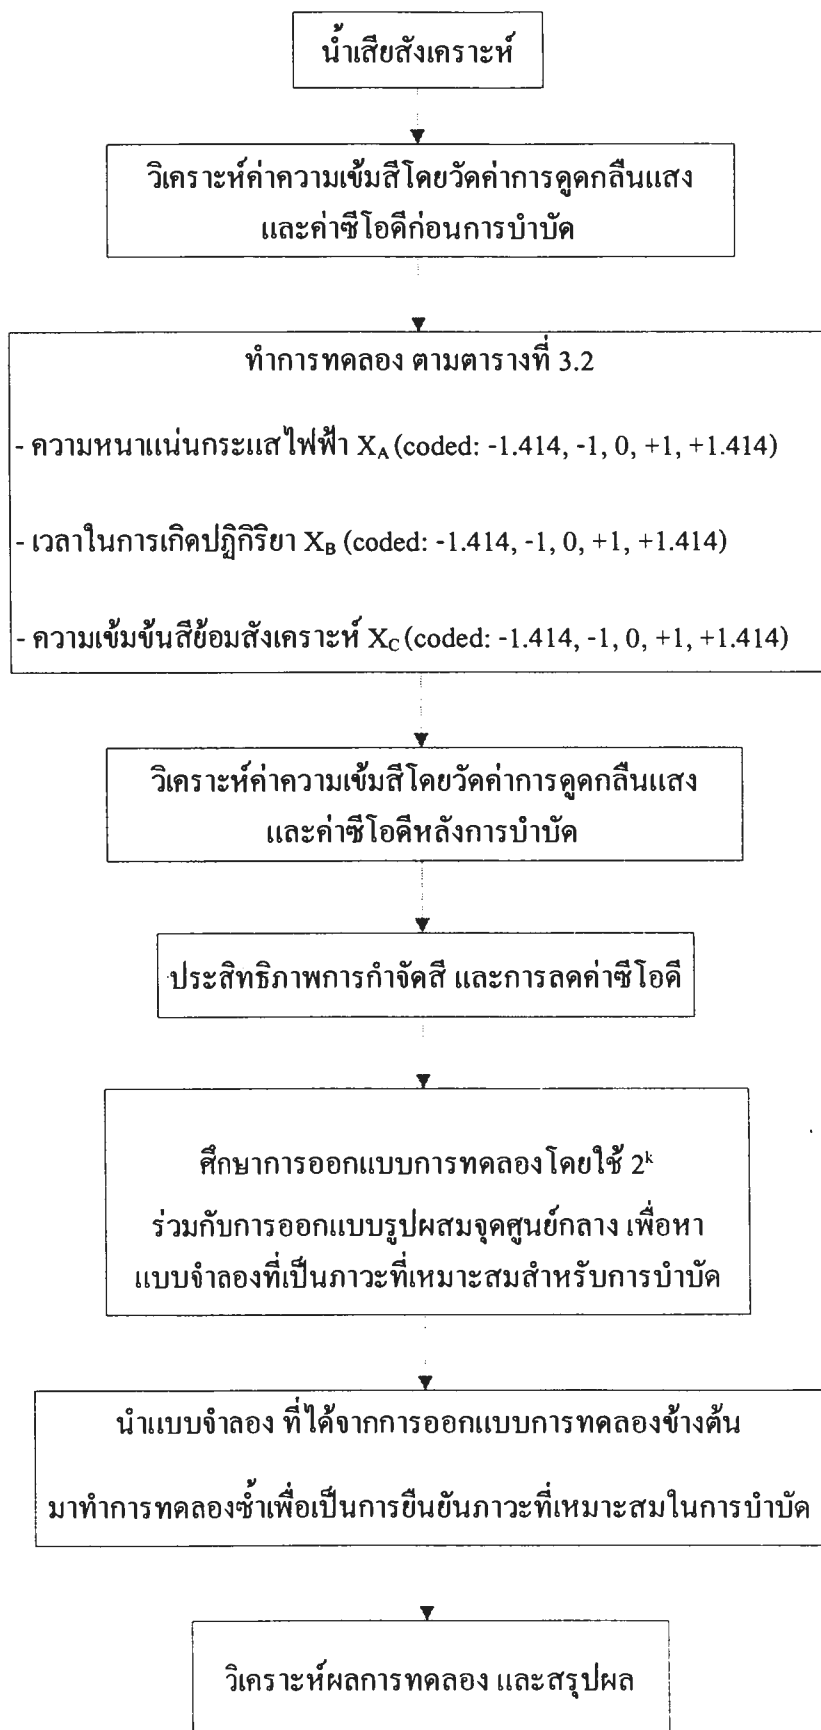 น้ำเสียสังเคราะห์
วิเคราะห์ค่าความเข้มสีโดยวัดค่าการดูดกลืนแสง
และค่าซีโอดีก่อนการบำบัด
ทำการทดลอง ตามตารางที่ 3.2
- ความหนาแน่นกระแสไฟฟ้า X_A (coded: -1.414, -1, 0, +1, +1.414)
- เวลาในการเกิดปฏิกิริยา X_B (coded: -1.414, -1, 0, +1, +1.414)
- ความเข้มข้นสีย้อมสังเคราะห์ X_C (coded: -1.414, -1, 0, +1, +1.414)
วิเคราะห์ค่าความเข้มสีโดยวัดค่าการดูดกลืนแสง
และค่าซีโอดีหลังการบำบัด
ประสิทธิภาพการกำจัดสี และการลดค่าซีโอดี
ศึกษาการออกแบบการทดลองโดยใช้ 2^k
ร่วมกับการออกแบบรูปผสมจุดศูนย์กลาง เพื่อหา
แบบจำลองที่เป็นภาวะที่เหมาะสมสำหรับการบำบัด
นำแบบจำลอง ที่ได้จากการออกแบบการทดลองข้างต้น
มาทำการทดลองซ้ำเพื่อเป็นการยืนยันภาวะที่เหมาะสมในการบำบัด
วิเคราะห์ผลการทดลอง และสรุปผล